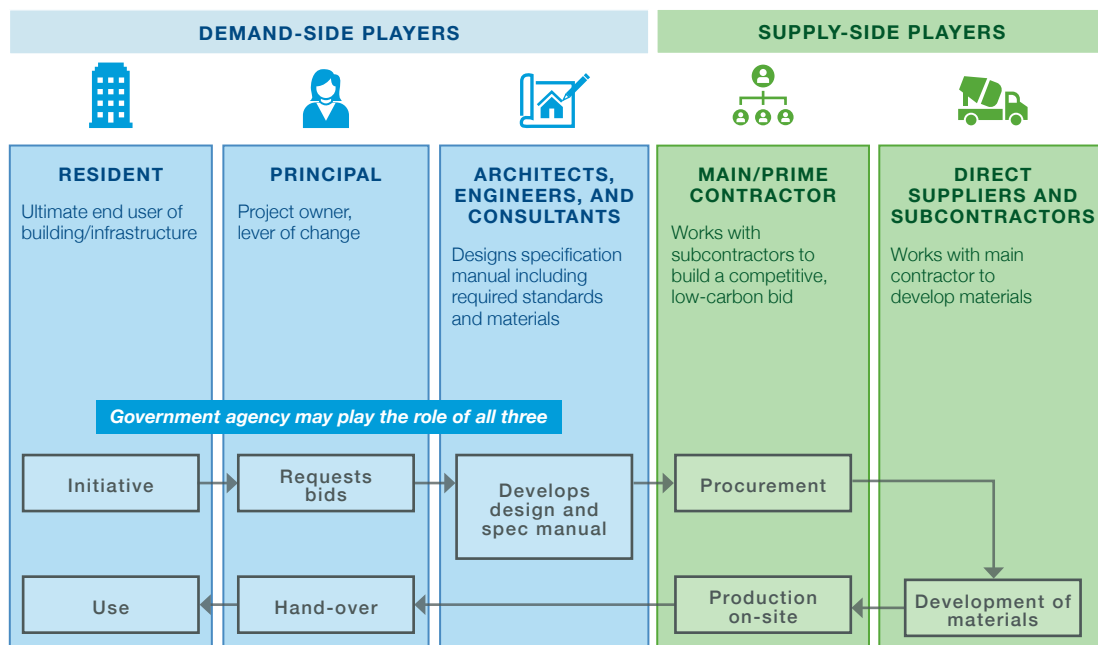 DEMAND-SIDE PLAYERS
SUPPLY-SIDE PLAYERS
RESIDENT
Ultimate end user of
building/infrastructure
PRINCIPAL
Project owner,
lever of change
ARCHITECTS,
ENGINEERS, AND
CONSULTANTS
Designs specification
manual including
required standards
and materials
MAIN/PRIME
CONTRACTOR
Works with
subcontractors to
build a competitive,
low-carbon bid
DIRECT
SUPPLIERS AND
SUBCONTRACTORS
Works with main
contractor to
develop materials
Government agency may play the role of all three
Initiative
Requests
bids
Develops
design and
spec manual
Procurement
Use
Hand-over
Production
on-site
Development of
materials